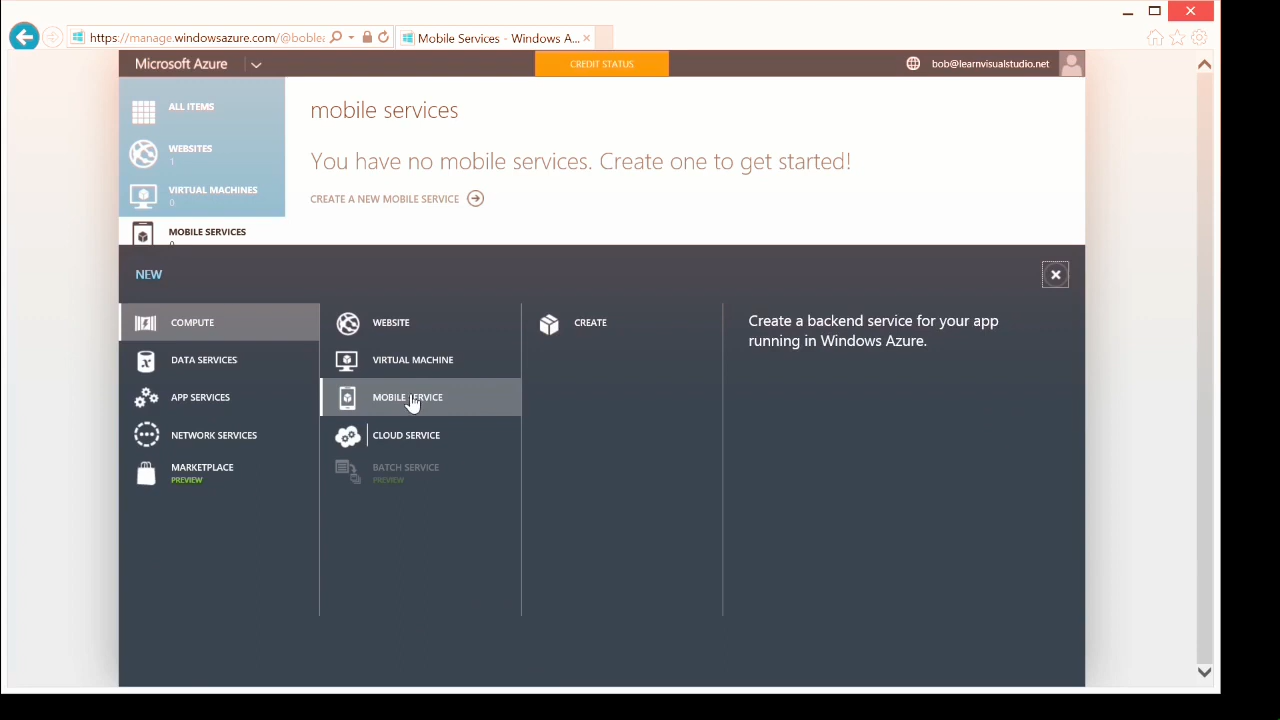 https://manage.windowsazure.com/@boblea
Mobile Services - Windows A...
Microsoft Azure
CREDIT STATUS
bob@learnvisualstudio.net
ALL ITEMS
WEBSITES
1
VIRTUAL MACHINES
0
MOBILE SERVICES
0
mobile services
You have no mobile services. Create one to get started!
CREATE A NEW MOBILE SERVICE
NEW
COMPUTE
DATA SERVICES
APP SERVICES
NETWORK SERVICES
MARKETPLACE
PREVIEW
WEBSITE
VIRTUAL MACHINE
MOBILE SERVICE
CLOUD SERVICE
BATCH SERVICE
PREVIEW
CREATE
Create a backend service for your app
running in Windows Azure.